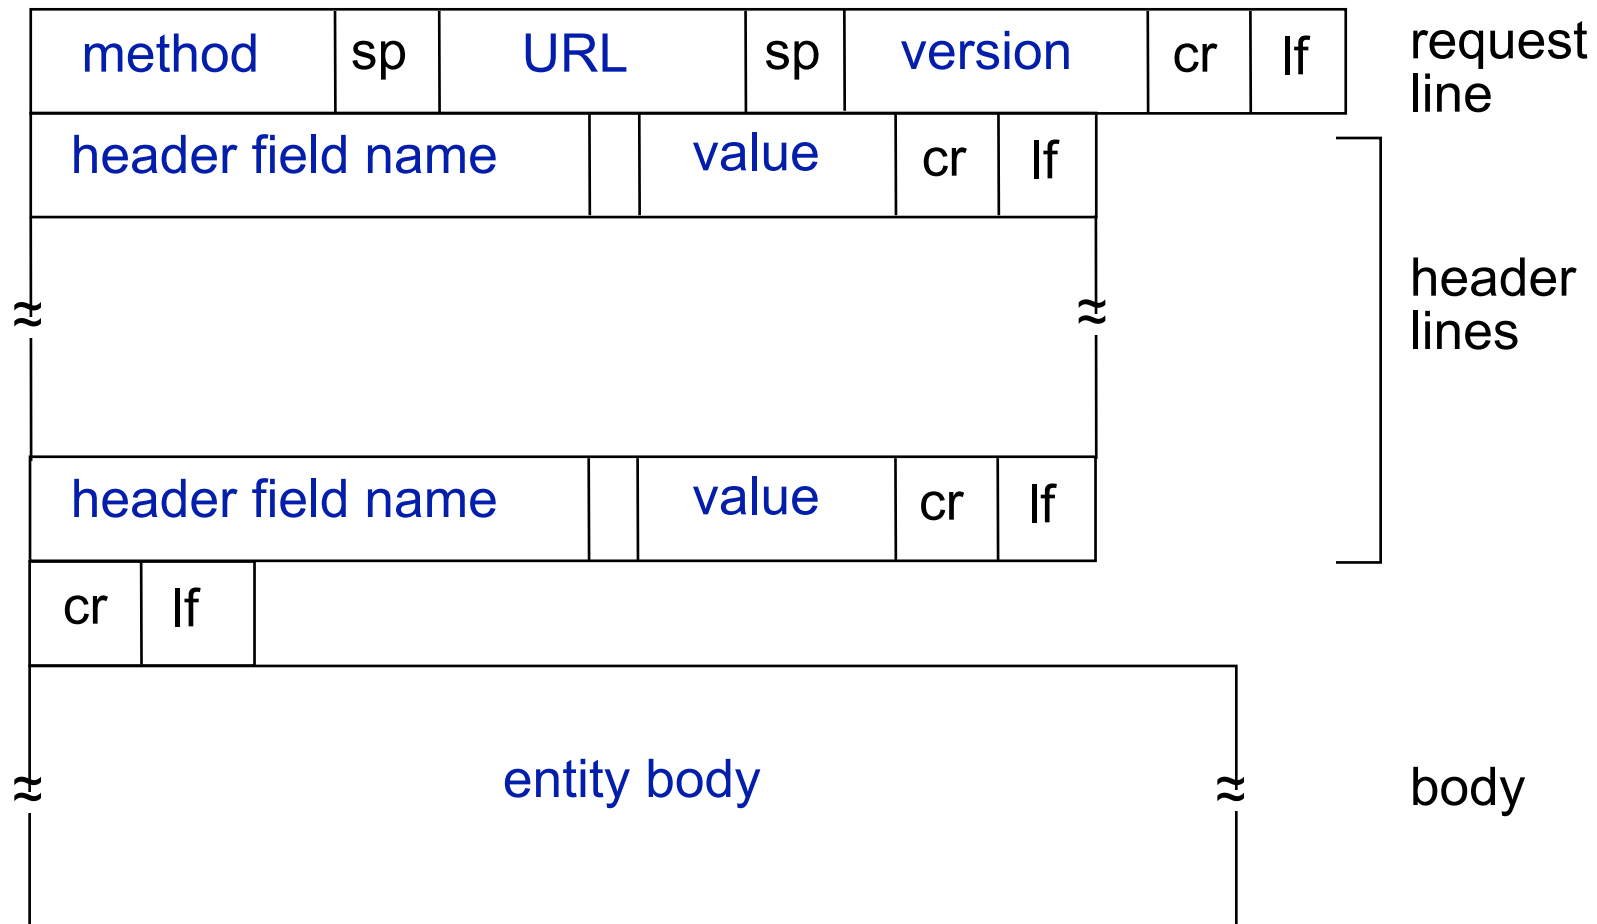 method sp URL sp version cr lf request
line
header field name value cr lf
header
lines
header field name value cr lf
cr lf
entity body body